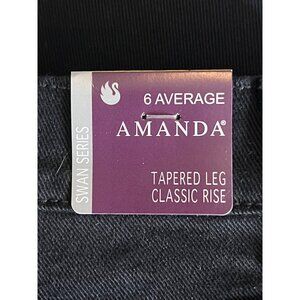 6 AVERAGE
AMANDA®
TAPERED LEG
CLASSIC RISE
SWAN SERIES